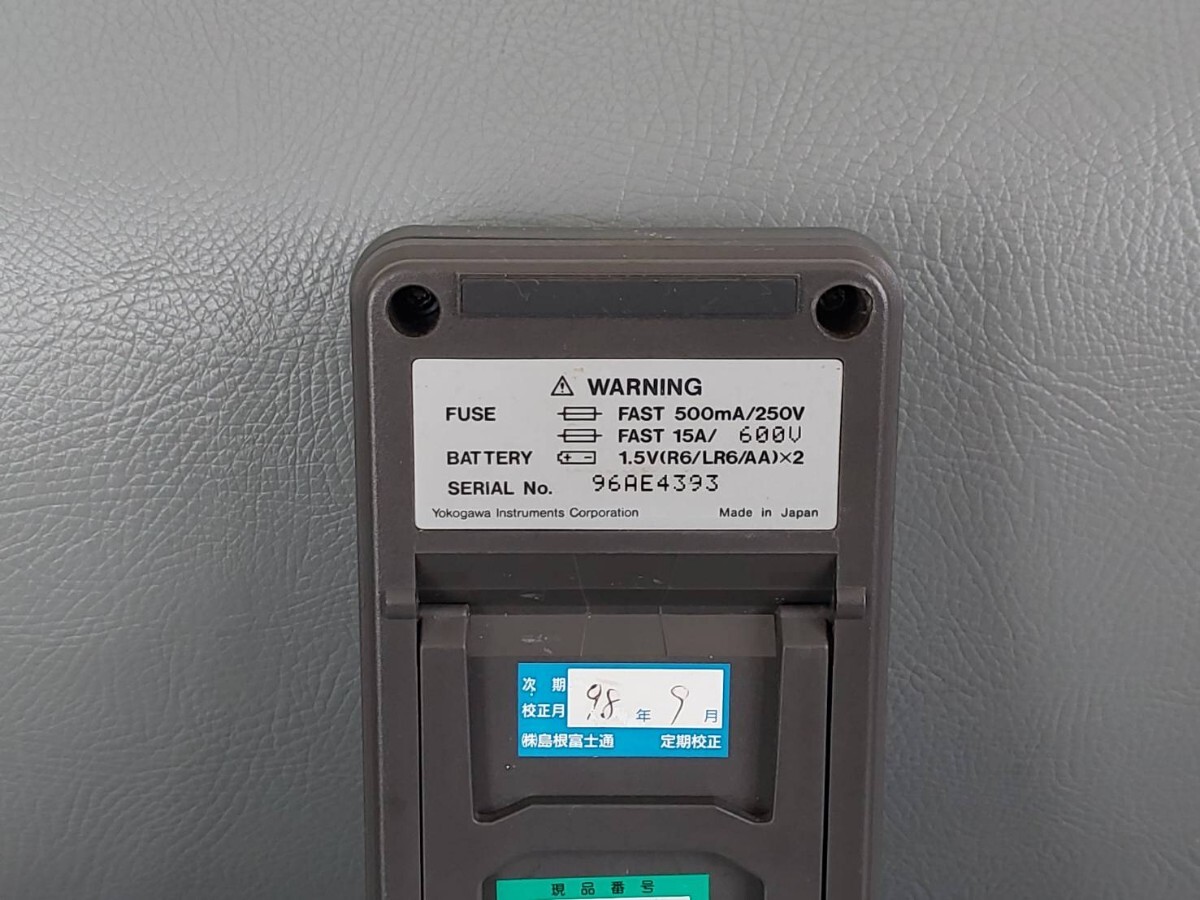 ⚠ WARNING
FUSE FAST 500mA/250V
FAST 15A/ 600V
BATTERY 1.5V(R6/LR6/AA)×2
SERIAL No. 96AE4393
Yokogawa Instruments Corporation Made in Japan
次期
校正月 98年 9月
㈱島根富士通 定期校正
現品番号